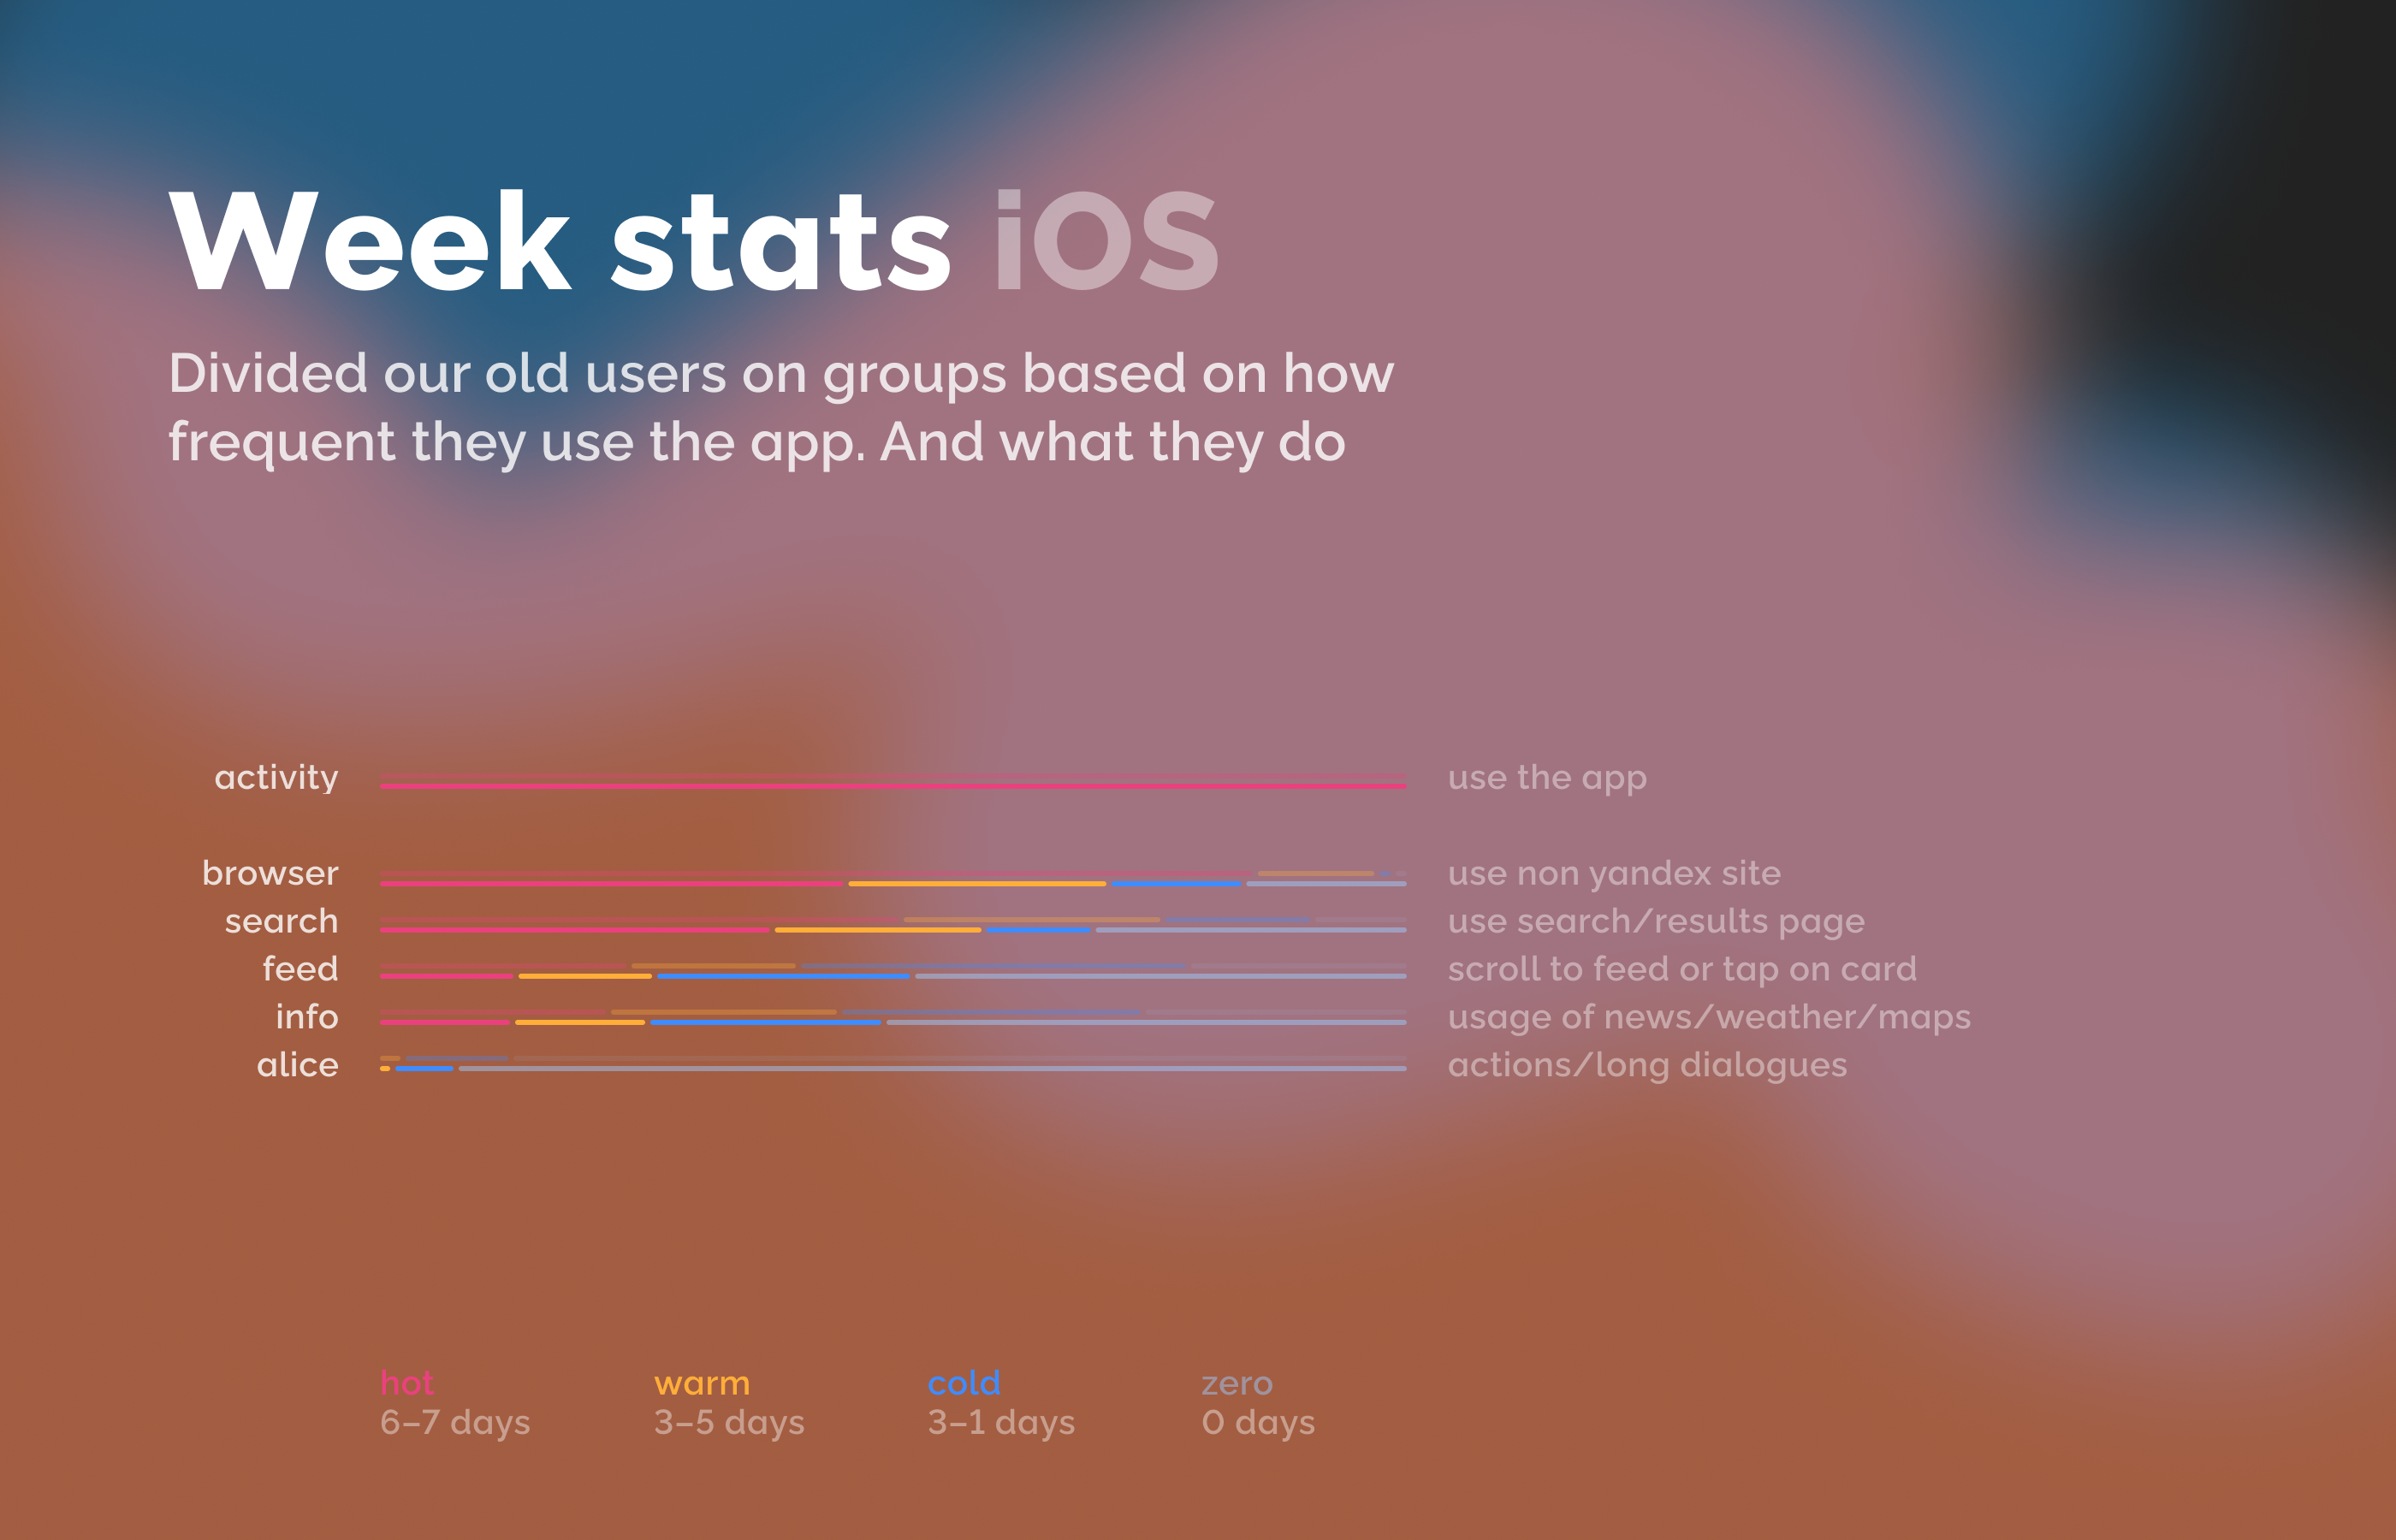 Week stats iOS
Divided our old users on groups based on how
frequent they use the app. And what they do
activity use the app
browser use non yandex site
search use search/results page
feed scroll to feed or tap on card
info usage of news/weather/maps
alice actions/long dialogues
hot warm cold zero
6–7 days 3–5 days 3–1 days 0 days